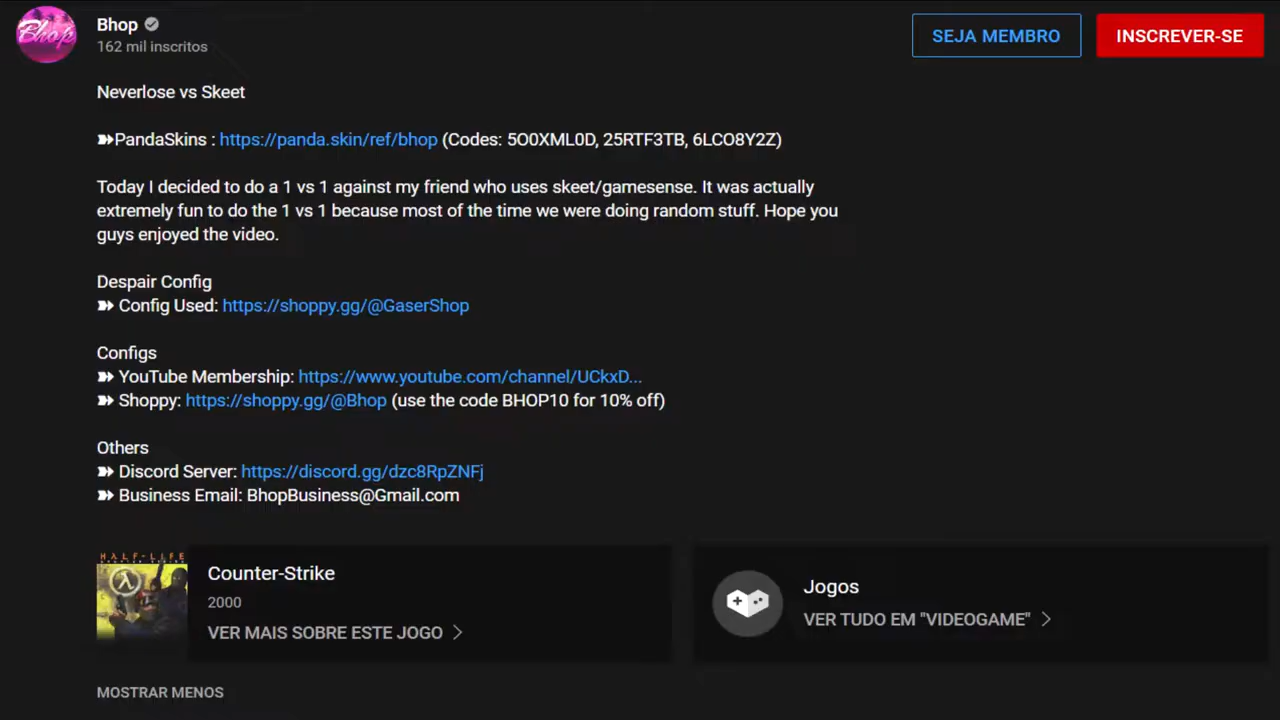 Bhop
Bhop
162 mil inscritos
SEJA MEMBRO
INSCREVER-SE
Neverlose vs Skeet
PandaSkins : https://panda.skin/ref/bhop (Codes: 5O0XML0D, 25RTF3TB, 6LCO8Y2Z)
Today I decided to do a 1 vs 1 against my friend who uses skeet/gamesense. It was actually
extremely fun to do the 1 vs 1 because most of the time we were doing random stuff. Hope you
guys enjoyed the video.
Despair Config
Config Used: https://shoppy.gg/@GaserShop
Configs
YouTube Membership: https://www.youtube.com/channel/UCkxD...
Shoppy: https://shoppy.gg/@Bhop (use the code BHOP10 for 10% off)
Others
Discord Server: https://discord.gg/dzc8RpZNFj
Business Email: BhopBusiness@Gmail.com
HALF-LIFE
Counter-Strike
2000
VER MAIS SOBRE ESTE JOGO
Jogos
VER TUDO EM "VIDEOGAME"
MOSTRAR MENOS